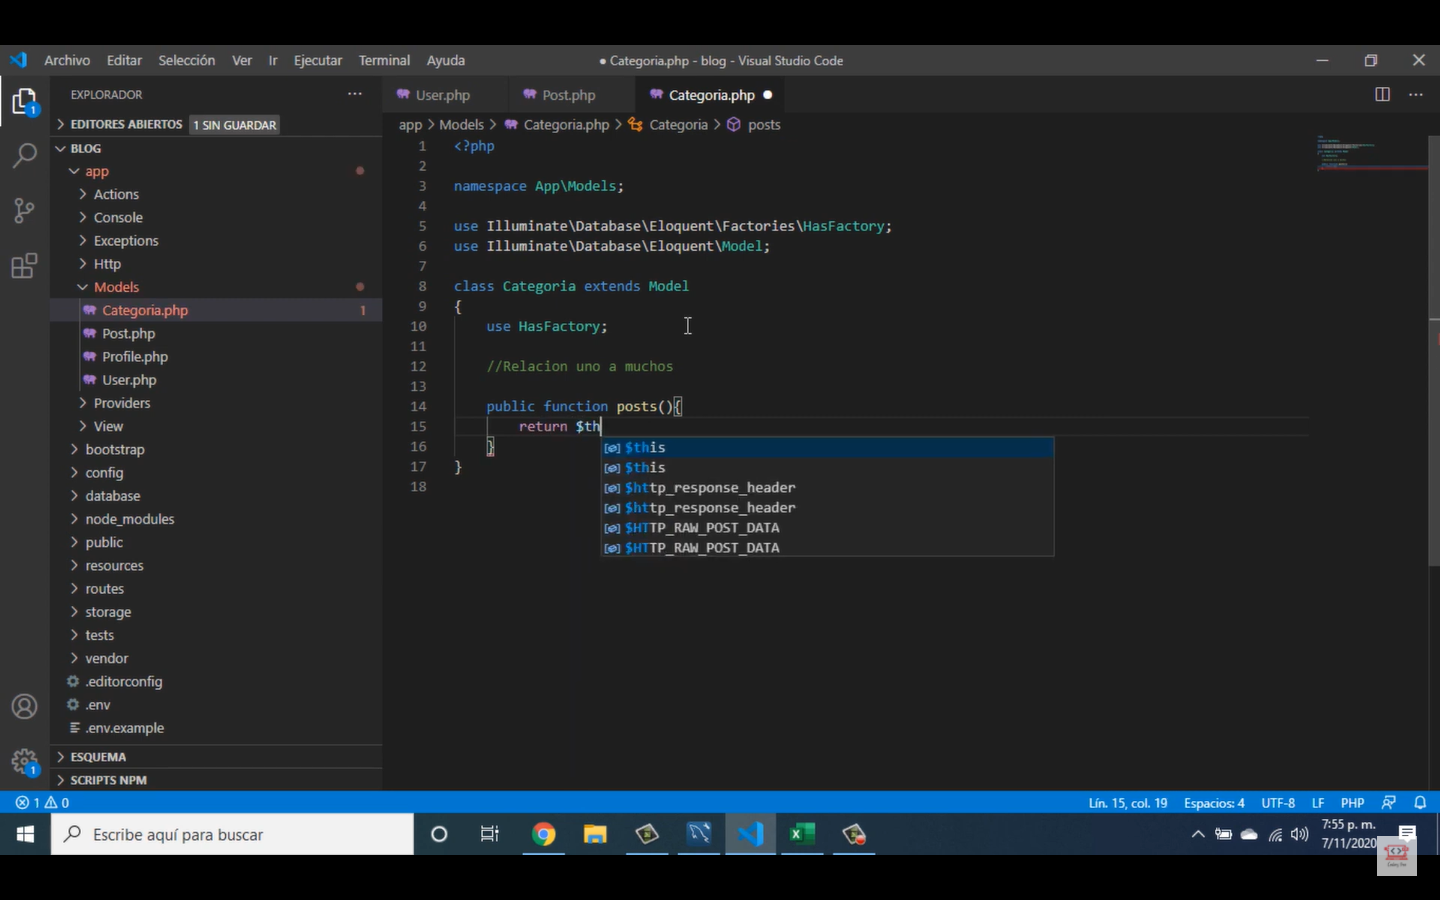 Archivo Editar Selección Ver Ir Ejecutar Terminal Ayuda ● Categoria.php - blog - Visual Studio Code
EXPLORADOR
EDITORES ABIERTOS 1 SIN GUARDAR
BLOG
app
Actions
Console
Exceptions
Http
Models
Categoria.php 1
Post.php
Profile.php
User.php
Providers
View
bootstrap
config
database
node_modules
public
resources
routes
storage
tests
vendor
.editorconfig
.env
.env.example
ESQUEMA
SCRIPTS NPM
1
1
User.php Post.php Categoria.php
app > Models > Categoria.php > Categoria > posts
1 <?php
2
3 namespace App\Models;
4
5 use Illuminate\Database\Eloquent\Factories\HasFactory;
6 use Illuminate\Database\Eloquent\Model;
7
8 class Categoria extends Model
9 {
10 use HasFactory;
11
12 //Relacion uno a muchos
13
14 public function posts(){
15 return $th
16 }
17 }
18
$this
$this
$http_response_header
$http_response_header
$HTTP_RAW_POST_DATA
$HTTP_RAW_POST_DATA
1 0 Lín. 15, col. 19 Espacios: 4 UTF-8 LF PHP
Escribe aquí para buscar
7:55 p. m.
7/11/2020